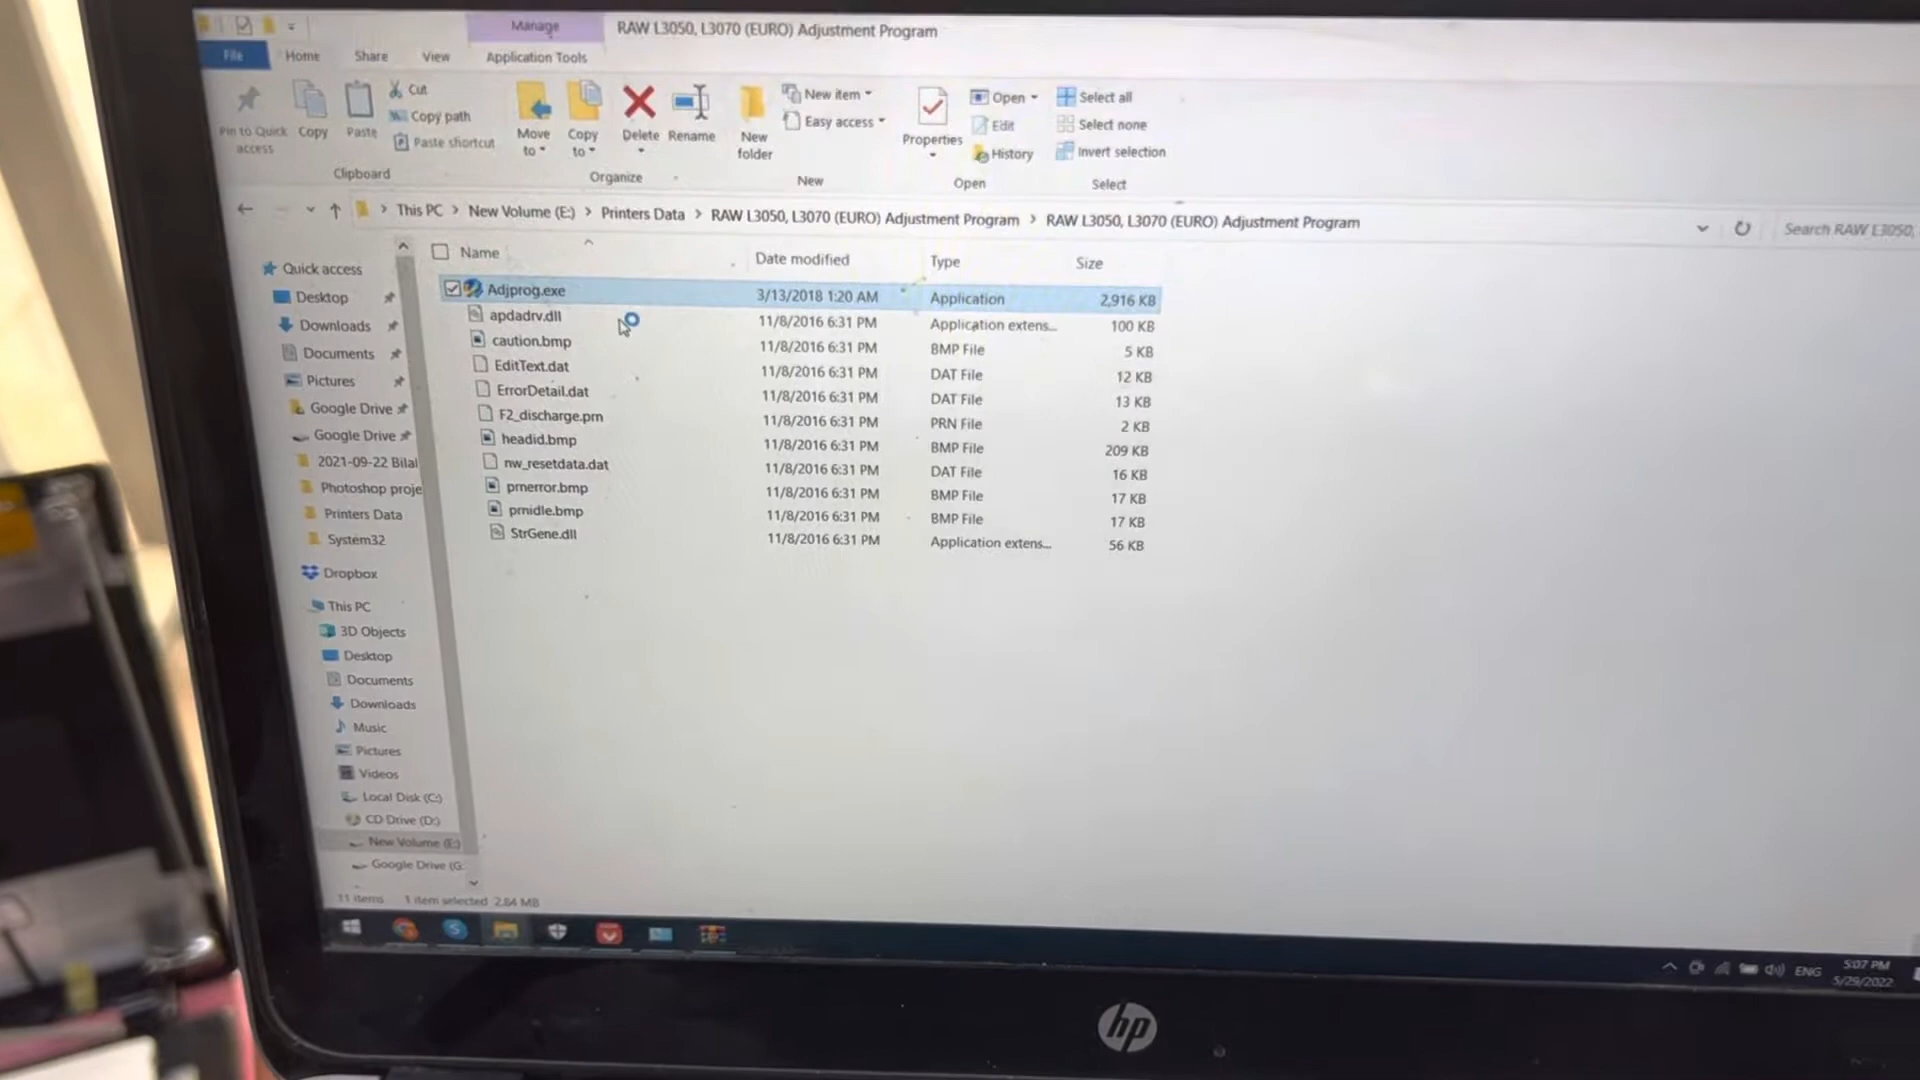 Manage
RAW L3050, L3070 (EURO) Adjustment Program
File
Home
Share
View
Application Tools
Pin to Quick access
Copy
Paste
Cut
Copy path
Paste shortcut
Clipboard
Move to
Copy to
Delete
Rename
Organize
New folder
New item
Easy access
New
Properties
Open
Edit
History
Open
Select all
Select none
Invert selection
Select
This PC > New Volume (E:) > Printers Data > RAW L3050, L3070 (EURO) Adjustment Program > RAW L3050, L3070 (EURO) Adjustment Program
Search RAW L3050,
Name Date modified Type Size
Adjprog.exe 3/13/2018 1:20 AM Application 2,916 KB
apdadrv.dll 11/8/2016 6:31 PM Application extens... 100 KB
caution.bmp 11/8/2016 6:31 PM BMP File 5 KB
EditText.dat 11/8/2016 6:31 PM DAT File 12 KB
ErrorDetail.dat 11/8/2016 6:31 PM DAT File 13 KB
F2_discharge.prn 11/8/2016 6:31 PM PRN File 2 KB
headid.bmp 11/8/2016 6:31 PM BMP File 209 KB
nw_resetdata.dat 11/8/2016 6:31 PM DAT File 16 KB
prnerror.bmp 11/8/2016 6:31 PM BMP File 17 KB
prnidle.bmp 11/8/2016 6:31 PM BMP File 17 KB
StrGene.dll 11/8/2016 6:31 PM Application extens... 56 KB
Quick access
Desktop
Downloads
Documents
Pictures
Google Drive
Google Drive
2021-09-22 Bilal
Photoshop proje
Printers Data
System32
Dropbox
This PC
3D Objects
Desktop
Documents
Downloads
Music
Pictures
Videos
Local Disk (C:)
CD Drive (D:)
New Volume (E:)
Google Drive (G:
11 items 1 item selected 2.84 MB
ENG
5:07 PM
5/29/2022
hp